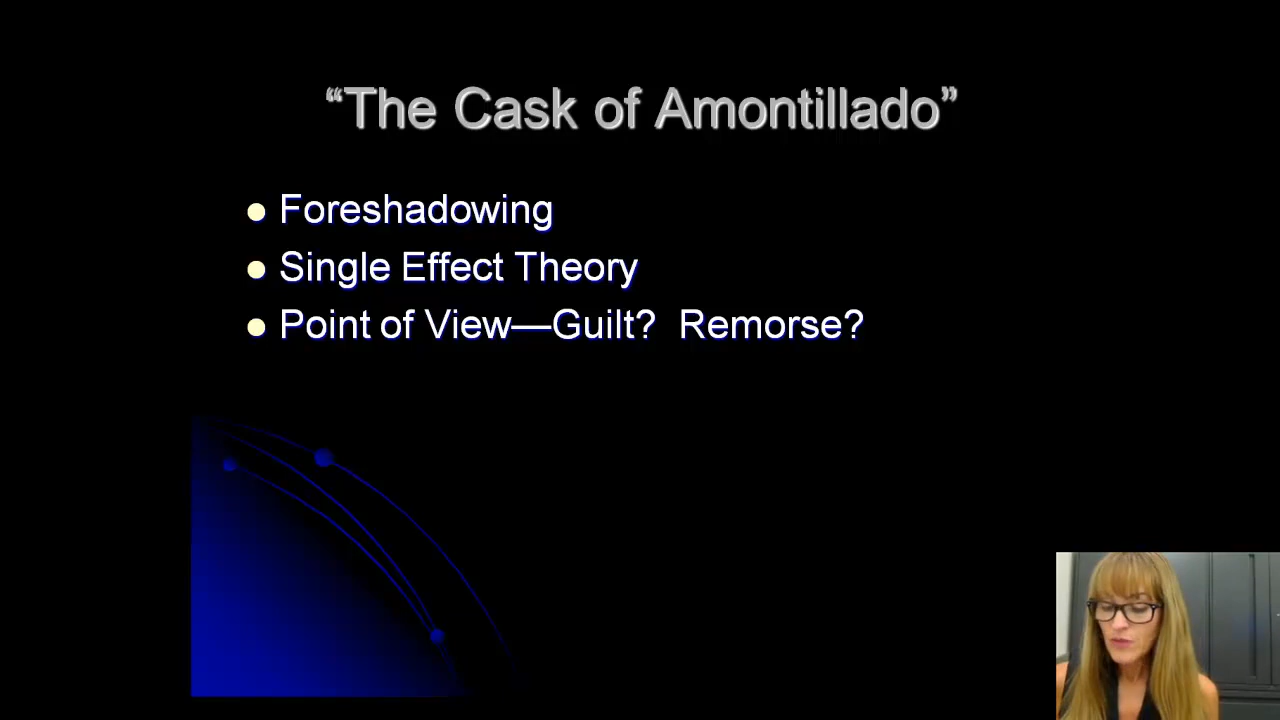 “The Cask of Amontillado”
Foreshadowing
Single Effect Theory
Point of View—Guilt?  Remorse?